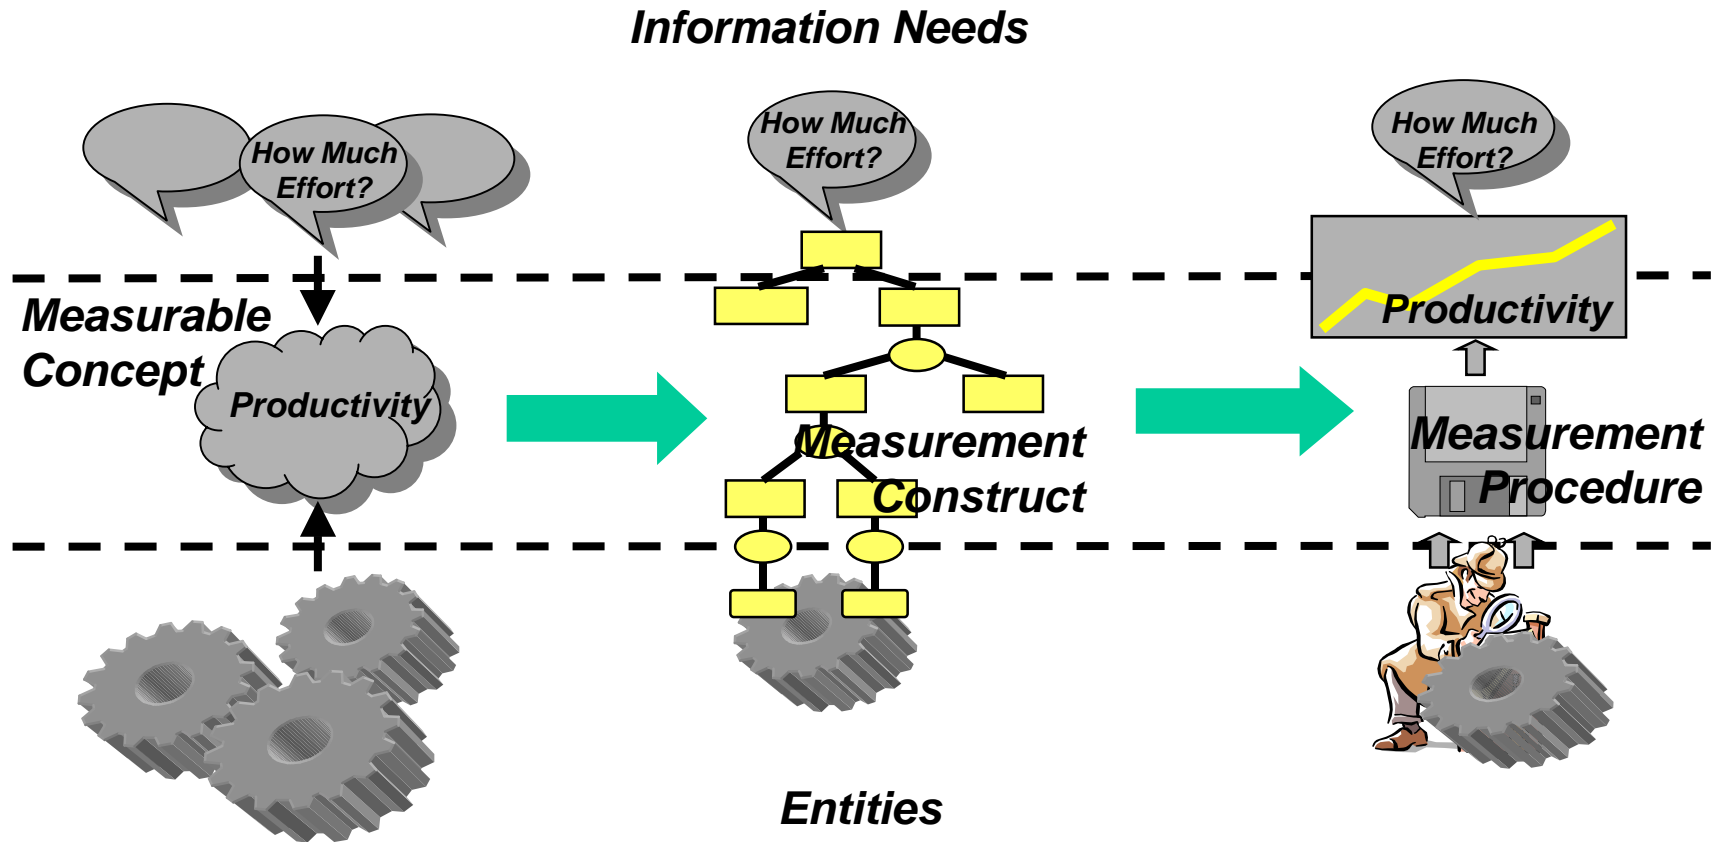 Information Needs
How Much
Effort?
How Much
Effort?
How Much
Effort?
Measurable
Concept
Productivity
Measurement
Construct
Productivity
Measurement
Procedure
Entities